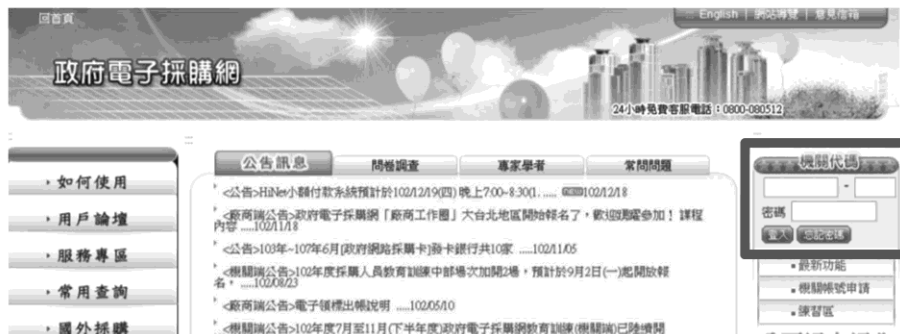 回首頁
English | 網站導覽 | 意見信箱
政府電子採購網
24小時免費客服電話：0800-080512
如何使用
用戶論壇
服務專區
常用查詢
國外採購
公告訊息
問卷調查
專家學者
常問問題
<公告>HiNet小額付款系統預計於102/12/19(四) 晚上7:00~8:30(1..... 102/12/18
<廠商端公告>政府電子採購網「廠商工作圈」大台北地區開始報名了，歡迎踴躍參加！ 課程
內容 .....102/11/18
<公告>103年~107年6月[政府網路採購卡]發卡銀行共10家 .....102/11/05
<機關端公告>102年度採購人員教育訓練中部場次加開2場，預計於9月2日(一)起開放報
名， .....102/08/23
<廠商端公告>電子領標出帳說明 .....102/05/10
<機關端公告>102年度7月至11月(下半年度)政府電子採購網教育訓練(機關端)已陸續開
機關代碼
-
密碼
登入 忘記密碼
最新功能
機關帳號申請
練習區